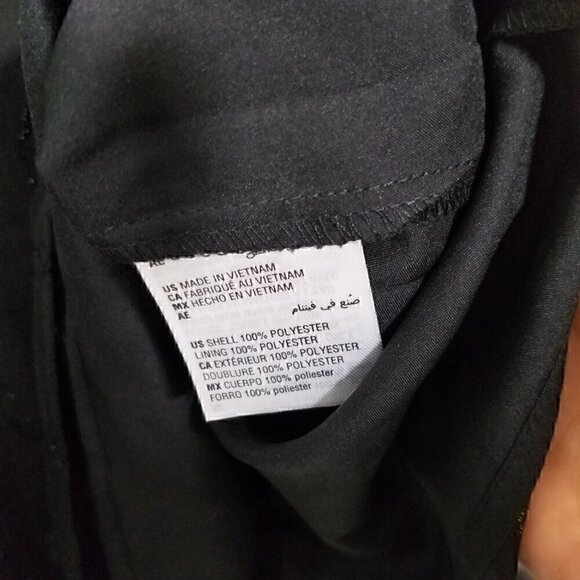 US MADE IN VIETNAM
CA FABRIQUÉ AU VIETNAM
MX HECHO EN VIETNAM
AE صُنع في فيتنام
US SHELL 100% POLYESTER
LINING 100% POLYESTER
CA EXTÉRIEUR 100% POLYESTER
DOUBLURE 100% POLYESTER
MX CUERPO 100% poliester
FORRO 100% poliester